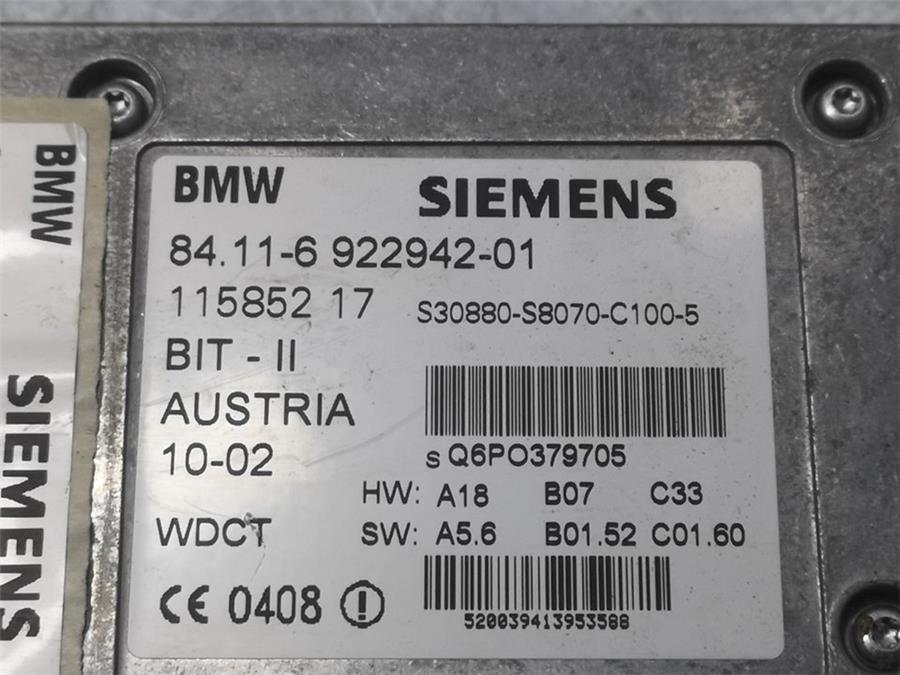 BMW
SIEMENS
BMW SIEMENS
84.11-6 922942-01
115852 17 S30880-S8070-C100-5
BIT - II
AUSTRIA
10-02
S Q6PO379705
HW: A18 B07 C33
WDCT SW: A5.6 B01.52 C01.60
CE 0408
520039413953588